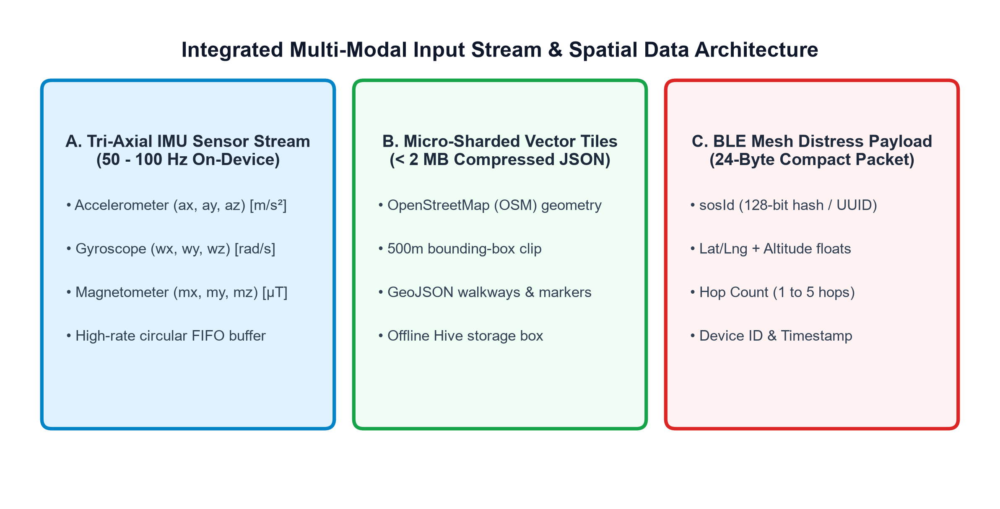 Integrated Multi-Modal Input Stream & Spatial Data Architecture
A. Tri-Axial IMU Sensor Stream
(50 - 100 Hz On-Device)
• Accelerometer (ax, ay, az) [m/s²]
• Gyroscope (wx, wy, wz) [rad/s]
• Magnetometer (mx, my, mz) [µT]
• High-rate circular FIFO buffer
B. Micro-Sharded Vector Tiles
(< 2 MB Compressed JSON)
• OpenStreetMap (OSM) geometry
• 500m bounding-box clip
• GeoJSON walkways & markers
• Offline Hive storage box
C. BLE Mesh Distress Payload
(24-Byte Compact Packet)
• sosId (128-bit hash / UUID)
• Lat/Lng + Altitude floats
• Hop Count (1 to 5 hops)
• Device ID & Timestamp